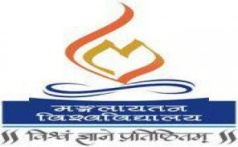 मङ्गलायतन
विश्वविद्यालय
॥ विश्वं ज्ञाने प्रतिष्ठितम् ॥